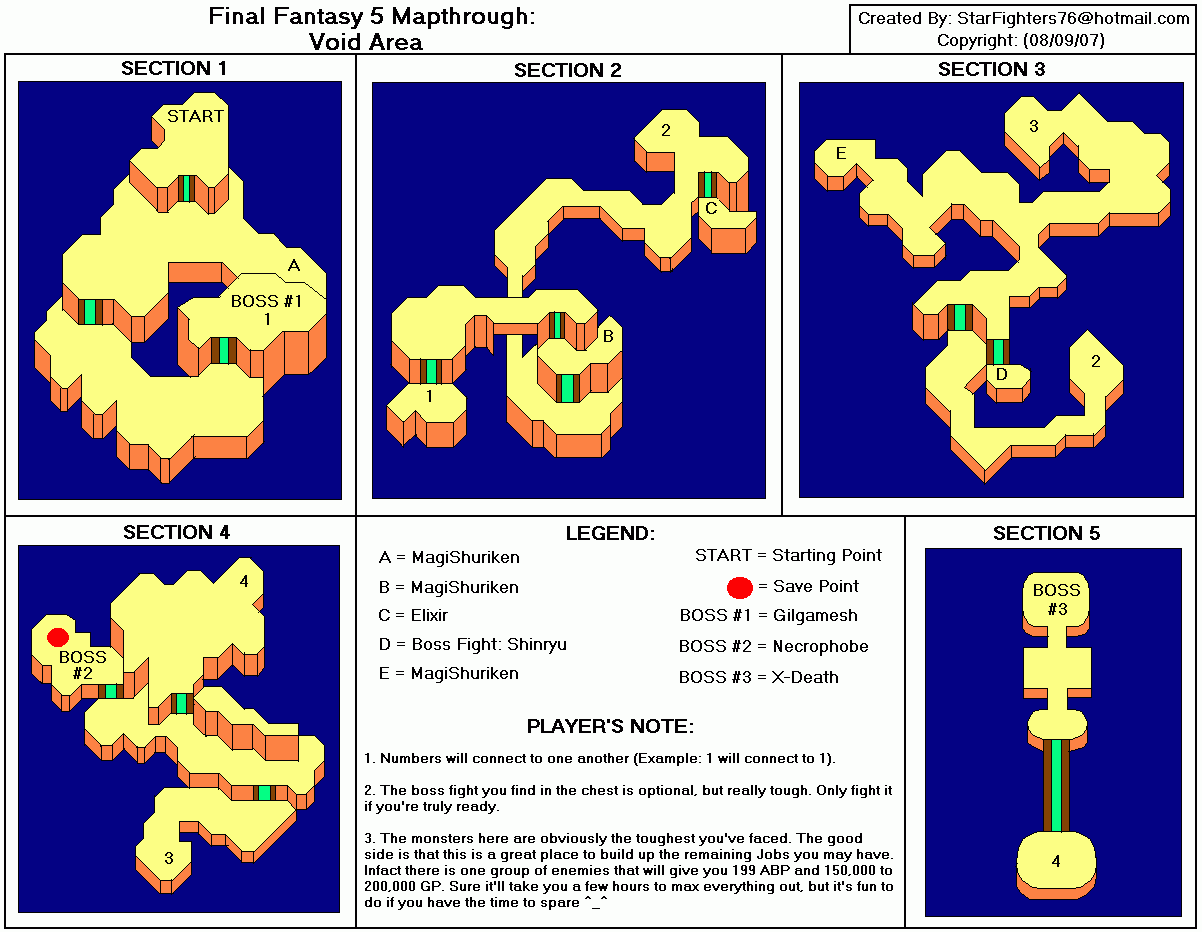 Final Fantasy 5 Mapthrough:
Void Area
Created By: StarFighters76@hotmail.com
Copyright: (08/09/07)
SECTION 1
START
A
BOSS #1
1
SECTION 2
2
C
B
1
SECTION 3
3
E
D
2
SECTION 4
4
BOSS
#2
3
LEGEND:
A = MagiShuriken
B = MagiShuriken
C = Elixir
D = Boss Fight: Shinryu
E = MagiShuriken
START = Starting Point
= Save Point
BOSS #1 = Gilgamesh
BOSS #2 = Necrophobe
BOSS #3 = X-Death
PLAYER'S NOTE:
1. Numbers will connect to one another (Example: 1 will connect to 1).
2. The boss fight you find in the chest is optional, but really tough. Only fight it
if you're truly ready.
3. The monsters here are obviously the toughest you've faced. The good
side is that this is a great place to build up the remaining Jobs you may have.
Infact there is one group of enemies that will give you 199 ABP and 150,000 to
200,000 GP. Sure it'll take you a few hours to max everything out, but it's fun to
do if you have the time to spare ^_^
SECTION 5
BOSS
#3
4